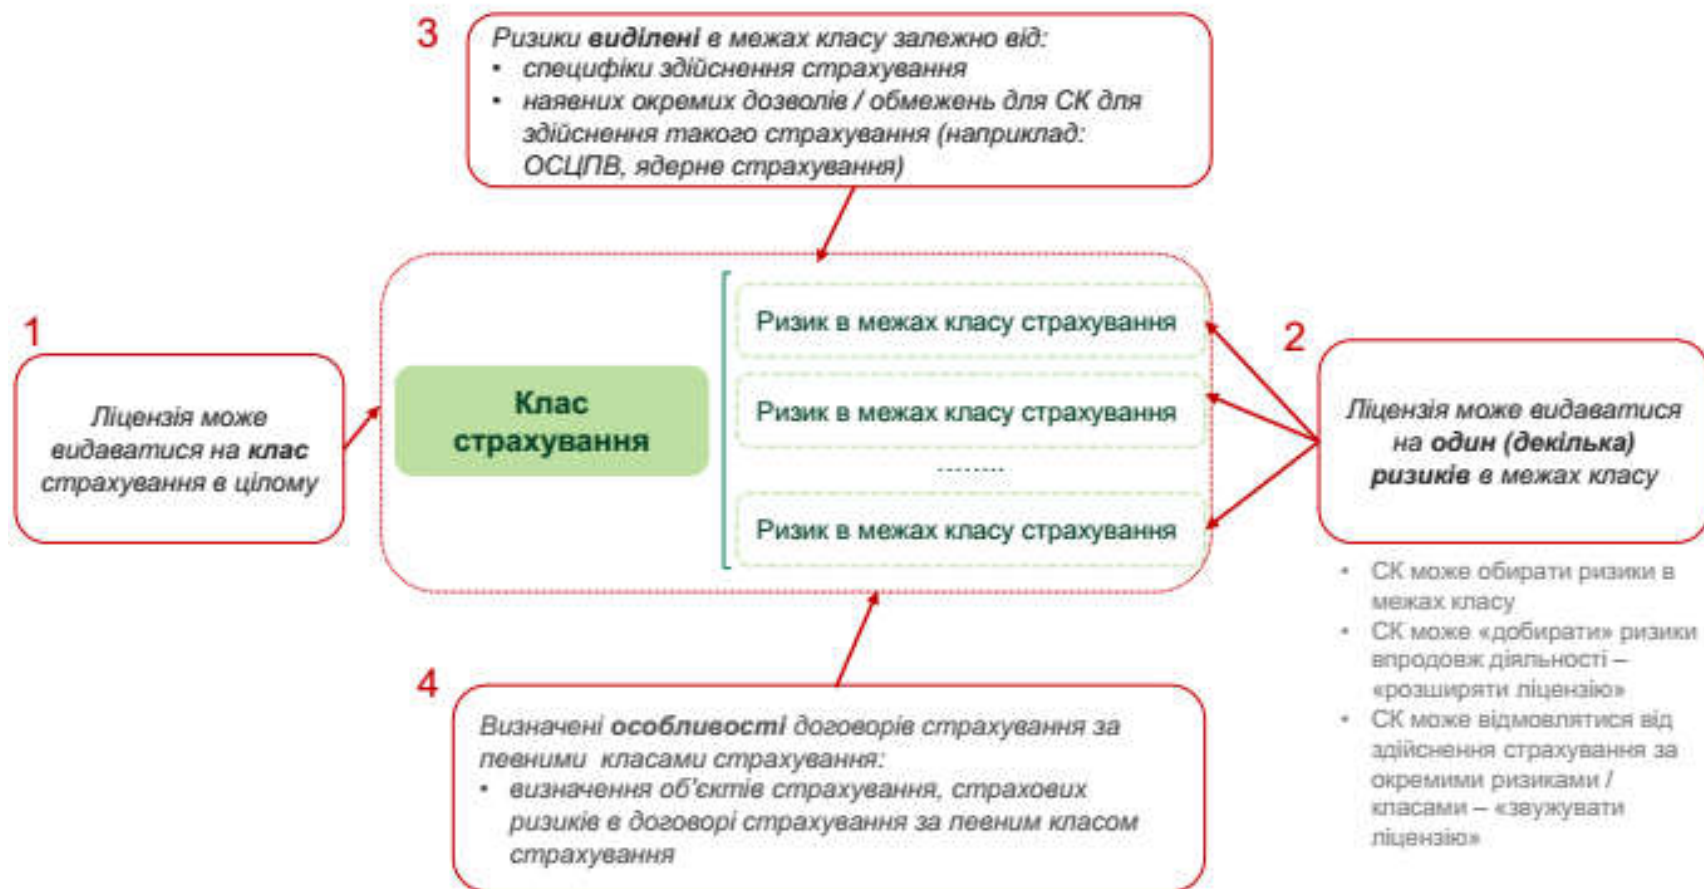 3
Ризики виділені в межах класу залежно від:
• специфіки здійснення страхування
• наявних окремих дозволів / обмежень для СК для
здійснення такого страхування (наприклад:
ОСЦПВ, ядерне страхування)
1
Ліцензія може
видаватися на клас
страхування в цілому
Клас
страхування
Ризик в межах класу страхування
Ризик в межах класу страхування
........
Ризик в межах класу страхування
2
Ліцензія може видаватися
на один (декілька)
ризиків в межах класу
• СК може обирати ризики в
межах класу
• СК може «добирати» ризики
впродовж діяльності –
«розширяти ліцензію»
• СК може відмовлятися від
здійснення страхування за
окремими ризиками /
класами – «звужувати
ліцензію»
4
Визначені особливості договорів страхування за
певними класами страхування:
• визначення об'єктів страхування, страхових
ризиків в договорі страхування за певним класом
страхування